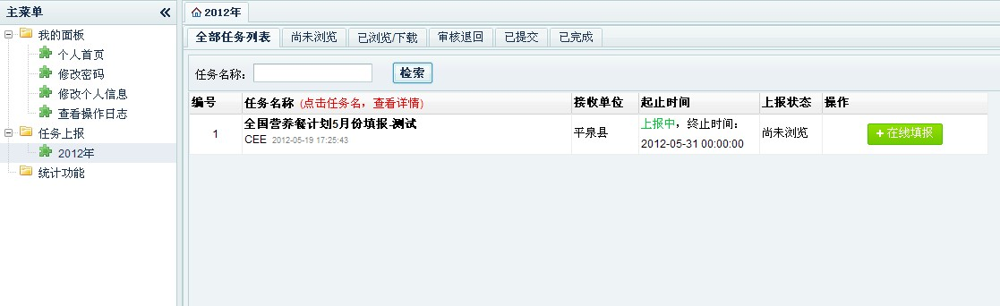 主菜单
我的面板
个人首页
修改密码
修改个人信息
查看操作日志
任务上报
2012年
统计功能
2012年
全部任务列表 尚未浏览 已浏览/下载 审核退回 已提交 已完成
任务名称： 检索
编号 任务名称 (点击任务名，查看详情) 接收单位 起止时间 上报状态 操作
1 全国营养餐计划5月份填报-测试 平泉县 上报中，终止时间： 尚未浏览 + 在线填报
CEE 2012-05-19 17:25:43 2012-05-31 00:00:00